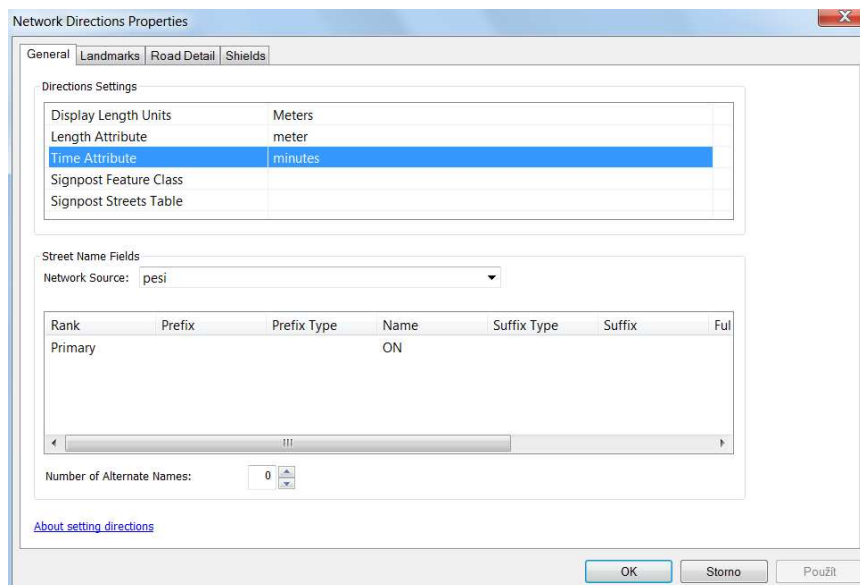 Network Directions Properties
General Landmarks Road Detail Shields
Directions Settings
Display Length Units Meters
Length Attribute meter
Time Attribute minutes
Signpost Feature Class
Signpost Streets Table
Street Name Fields
Network Source: pesi
Rank Prefix Prefix Type Name Suffix Type Suffix Ful
Primary ON
Number of Alternate Names: 0
About setting directions
OK Storno Použít